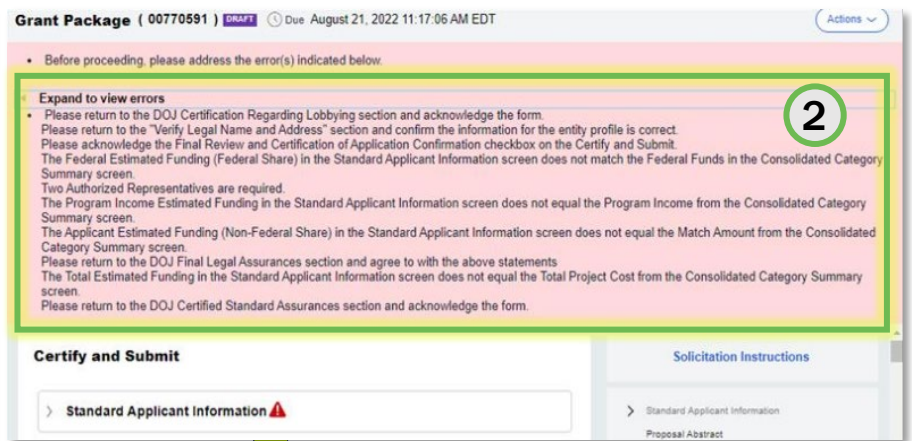 Grant Package ( 00770591 ) DRAFT Due August 21, 2022 11:17:06 AM EDT
Actions
Before proceeding, please address the error(s) indicated below.
Expand to view errors
2
Please return to the DOJ Certification Regarding Lobbying section and acknowledge the form.
Please return to the "Verify Legal Name and Address" section and confirm the information for the entity profile is correct.
Please acknowledge the Final Review and Certification of Application Confirmation checkbox on the Certify and Submit.
The Federal Estimated Funding (Federal Share) in the Standard Applicant Information screen does not match the Federal Funds in the Consolidated Category
Summary screen.
Two Authorized Representatives are required.
The Program Income Estimated Funding in the Standard Applicant Information screen does not equal the Program Income from the Consolidated Category
Summary screen.
The Applicant Estimated Funding (Non-Federal Share) in the Standard Applicant Information screen does not equal the Match Amount from the Consolidated
Category Summary screen.
Please return to the DOJ Final Legal Assurances section and agree to with the above statements
The Total Estimated Funding in the Standard Applicant Information screen does not equal the Total Project Cost from the Consolidated Category Summary
screen.
Please return to the DOJ Certified Standard Assurances section and acknowledge the form.
Certify and Submit
Solicitation Instructions
Standard Applicant Information
Standard Applicant Information
Proposal Abstract